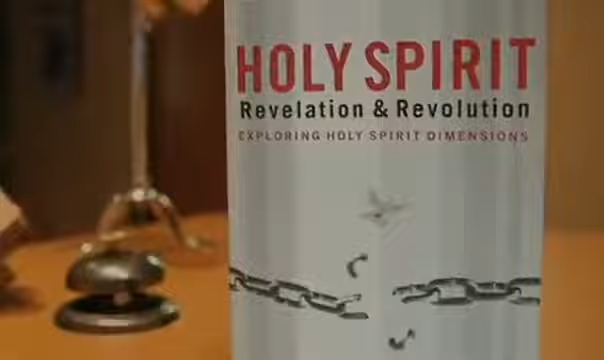 HOLY SPIRIT
Revelation & Revolution
EXPLORING HOLY SPIRIT DIMENSIONS